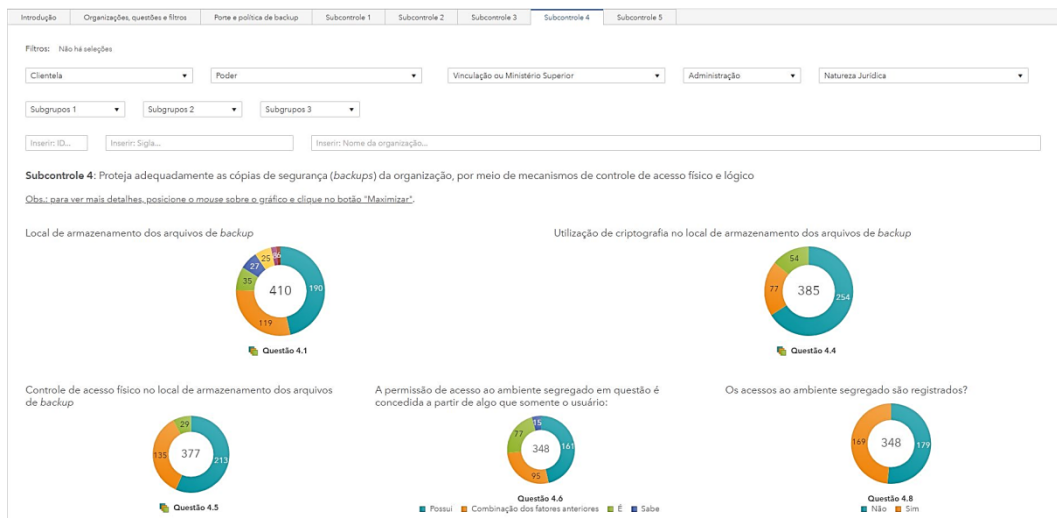 Introdução Organizações, questões e filtros Porte e política de backup Subcontrole 1 Subcontrole 2 Subcontrole 3 Subcontrole 4 Subcontrole 5
Filtros: Não há seleções
Clientela Poder Vinculação ou Ministério Superior Administração Natureza Jurídica
Subgrupos 1 Subgrupos 2 Subgrupos 3
Inserir: ID... Inserir: Sigla... Inserir: Nome da organização...
Subcontrole 4: Proteja adequadamente as cópias de segurança (backups) da organização, por meio de mecanismos de controle de acesso físico e lógico
Obs.: para ver mais detalhes, posicione o mouse sobre o gráfico e clique no botão "Maximizar".
Local de armazenamento dos arquivos de backup
410
190
119
35
27
25
Questão 4.1
Utilização de criptografia no local de armazenamento dos arquivos de backup
385
254
77
54
Questão 4.4
Controle de acesso físico no local de armazenamento dos arquivos
de backup
377
213
135
29
Questão 4.5
A permissão de acesso ao ambiente segregado em questão é
concedida a partir de algo que somente o usuário:
348
161
95
77
15
Questão 4.6
Possui Combinação dos fatores anteriores É Sabe
Os acessos ao ambiente segregado são registrados?
348
179
169
Questão 4.8
Não Sim